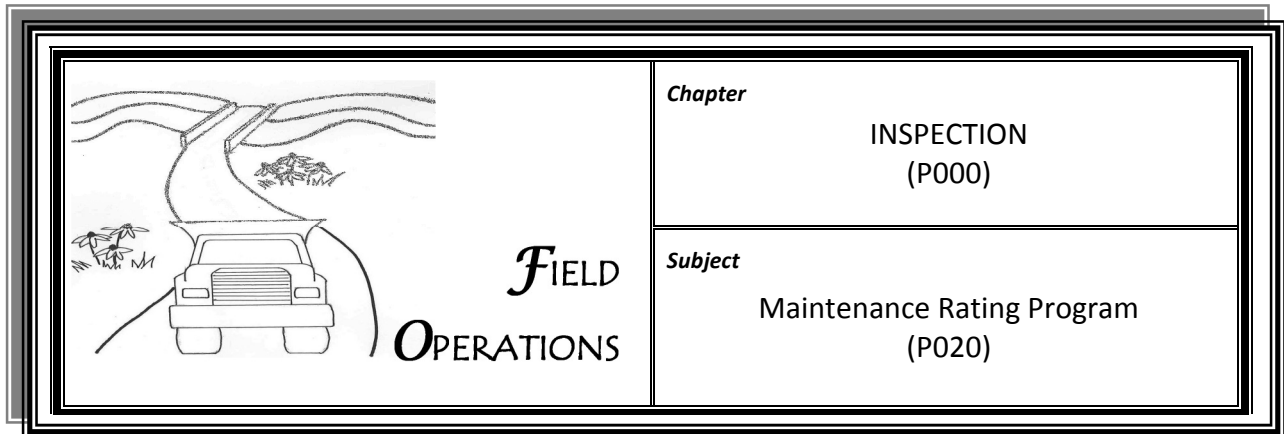 FIELD
OPERATIONS
Chapter
INSPECTION
(P000)
Subject
Maintenance Rating Program
(P020)